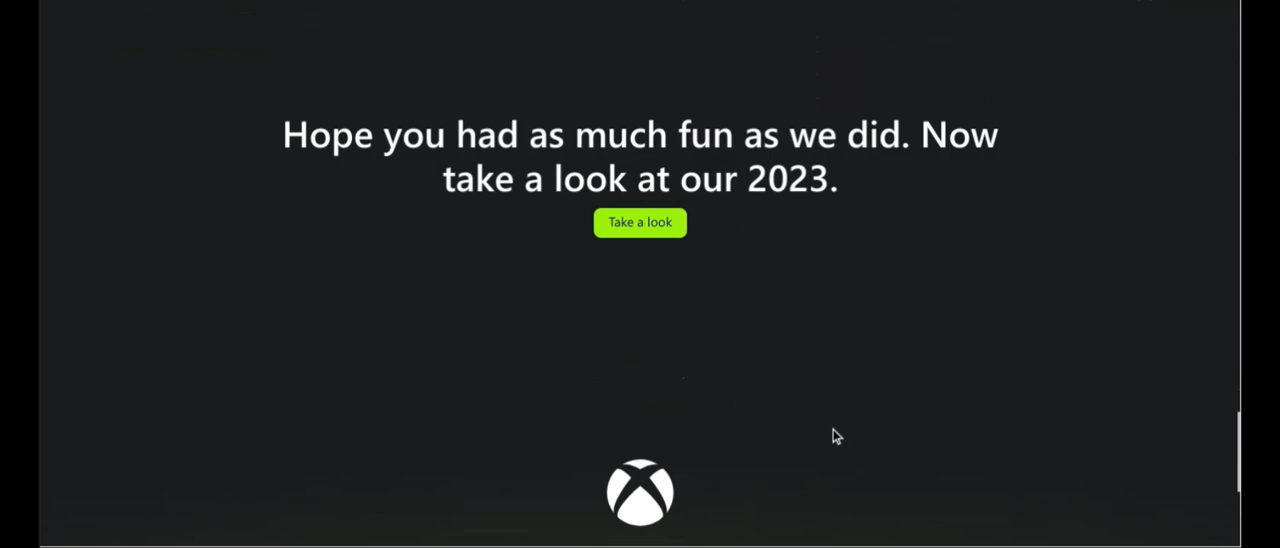 Hope you had as much fun as we did. Now
take a look at our 2023.
Take a look